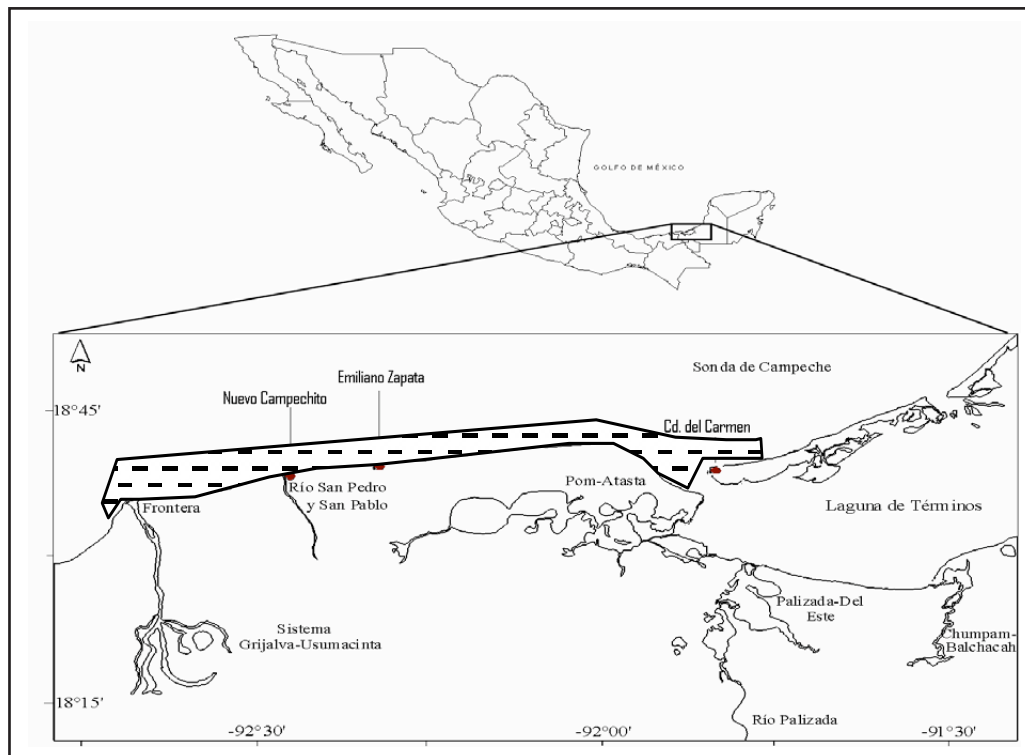 GOLFO DE MÉXICO
N
Sonda de Campeche
Emiliano Zapata
Nuevo Campechito
18°45'
Cd. del Carmen
Frontera
Río San Pedro
y San Pablo
Pom-Atasta
Laguna de Términos
Sistema
Grijalva-Usumacinta
Palizada-Del
Este
Chumpam-
Balchacah
18°15'
Río Palizada
-92°30'
-92°00'
-91°30'